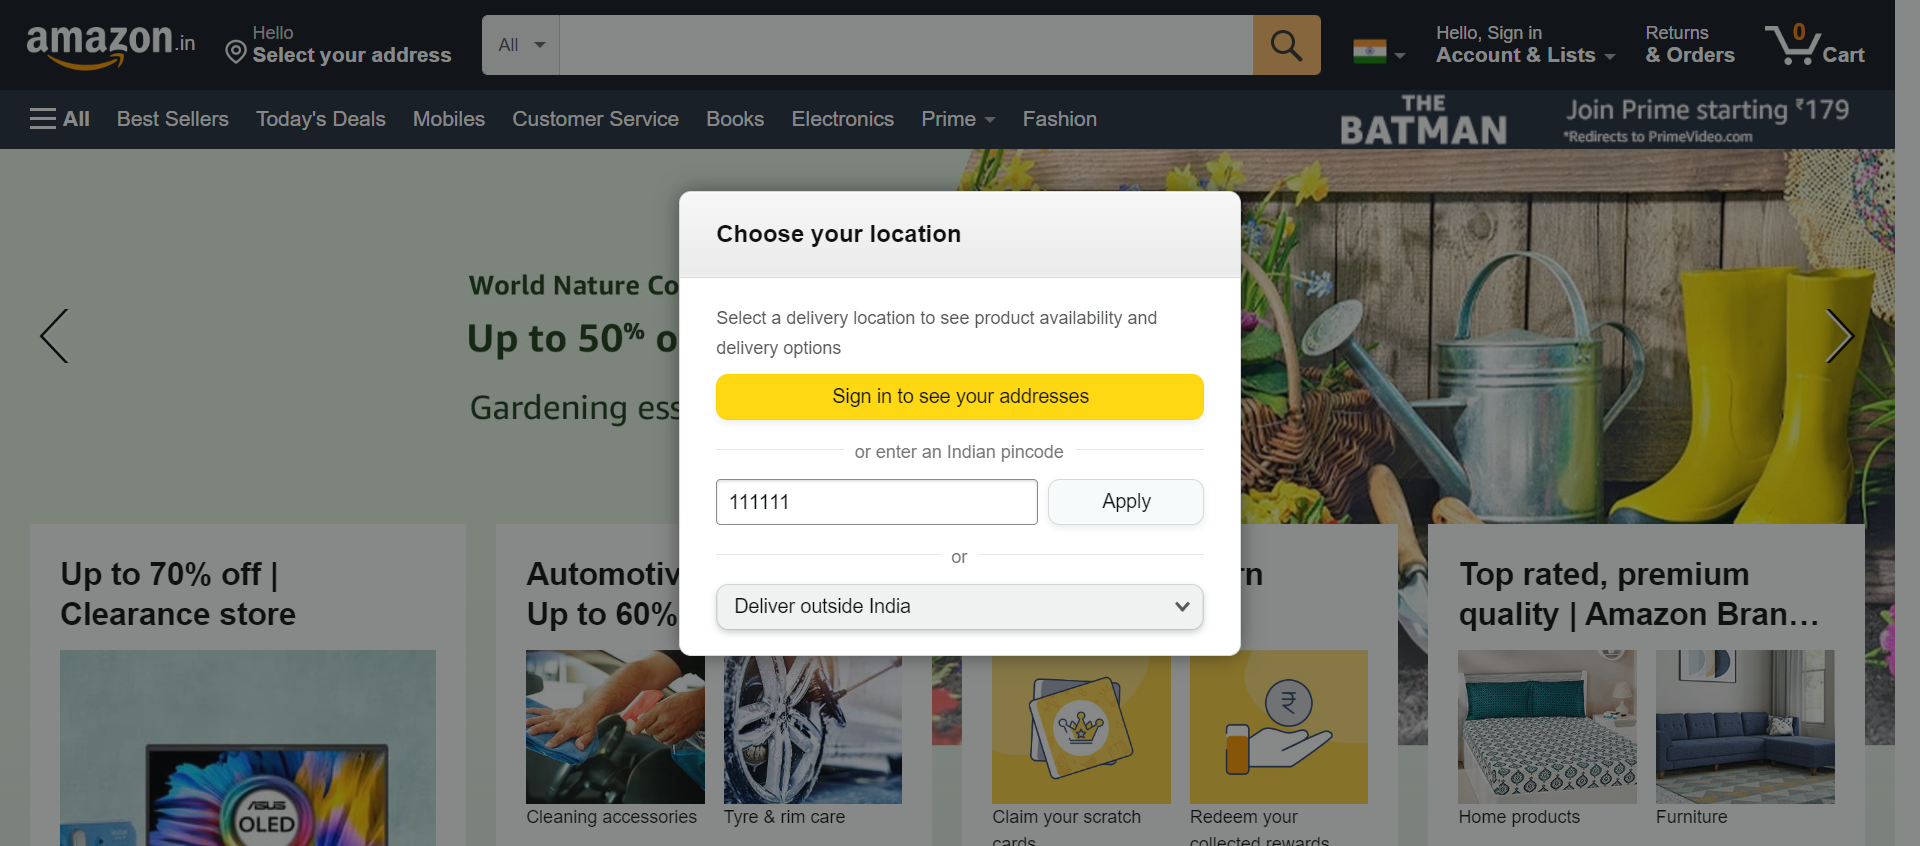 amazon.in
Hello
Select your address
All
Hello, Sign in
Account & Lists
Returns
& Orders
0
Cart
All
Best Sellers
Today's Deals
Mobiles
Customer Service
Books
Electronics
Prime
Fashion
THE
BATMAN
Join Prime starting ₹179
*Redirects to PrimeVideo.com
World Nature Co
Up to 50% o
Gardening ess
Choose your location
Select a delivery location to see product availability and
delivery options
Sign in to see your addresses
or enter an Indian pincode
111111
Apply
or
Deliver outside India
Up to 70% off |
Clearance store
ASUS
OLED
Automotiv
Up to 60%
Cleaning accessories
Tyre & rim care
rn
₹
Claim your scratch
cards
Redeem your
collected rewards
Top rated, premium
quality | Amazon Bran…
Home products
Furniture